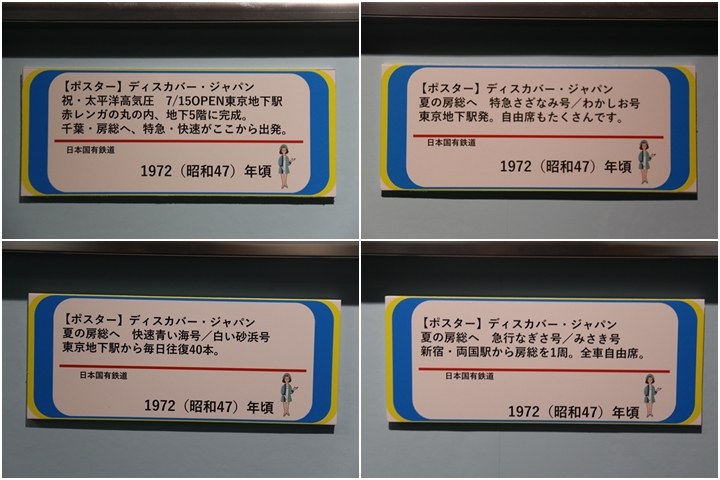 【ポスター】ディスカバー・ジャパン
祝・太平洋高気圧　7/15OPEN東京地下駅
赤レンガの丸の内、地下5階に完成。
千葉・房総へ、特急・快速がここから出発。
日本国有鉄道
1972（昭和47）年頃
【ポスター】ディスカバー・ジャパン
夏の房総へ　特急さざなみ号／わかしお号
東京地下駅発。自由席もたくさんです。
日本国有鉄道
1972（昭和47）年頃
【ポスター】ディスカバー・ジャパン
夏の房総へ　快速青い海号／白い砂浜号
東京地下駅から毎日往復40本。
日本国有鉄道
1972（昭和47）年頃
【ポスター】ディスカバー・ジャパン
夏の房総へ　急行なぎさ号／みさき号
新宿・両国駅から房総を1周。全車自由席。
日本国有鉄道
1972（昭和47）年頃